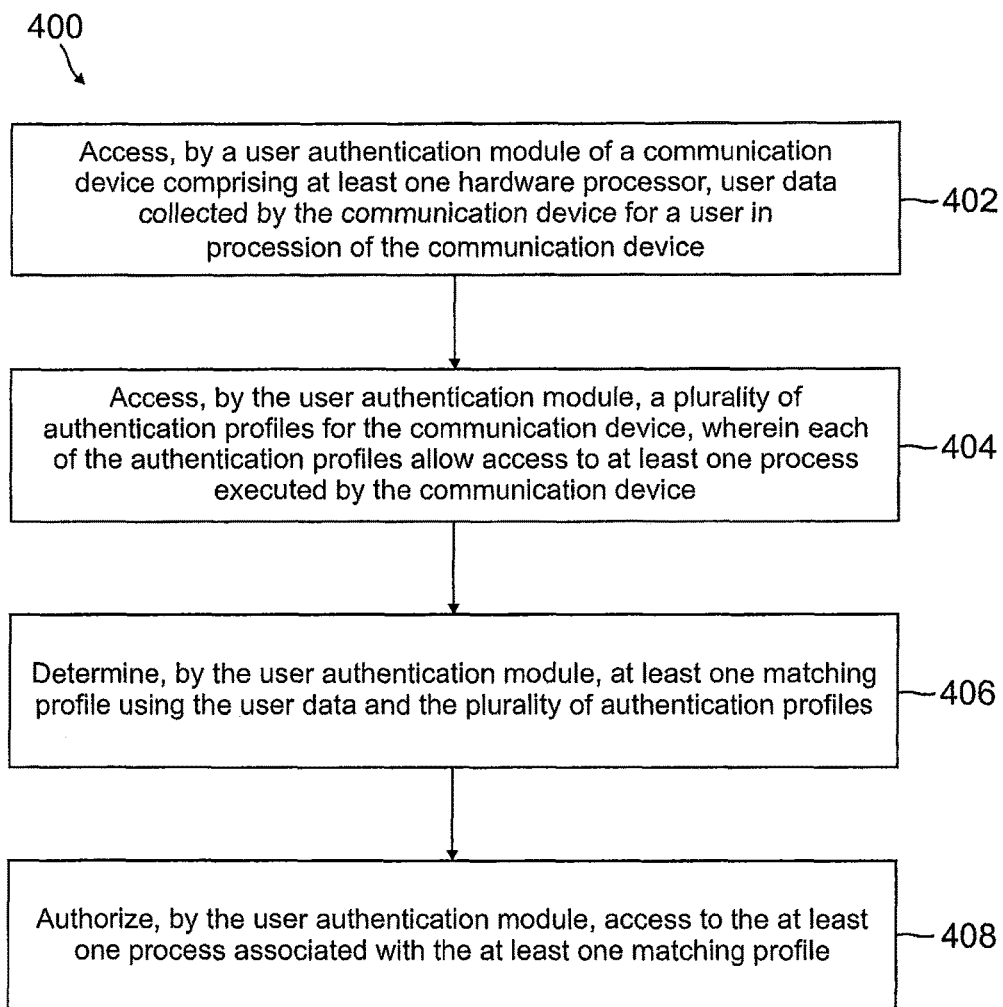 400
Access, by a user authentication module of a communication
device comprising at least one hardware processor, user data
collected by the communication device for a user in
procession of the communication device
402
Access, by the user authentication module, a plurality of
authentication profiles for the communication device, wherein each
of the authentication profiles allow access to at least one process
executed by the communication device
404
Determine, by the user authentication module, at least one matching
profile using the user data and the plurality of authentication profiles
406
Authorize, by the user authentication module, access to the at least
one process associated with the at least one matching profile
408